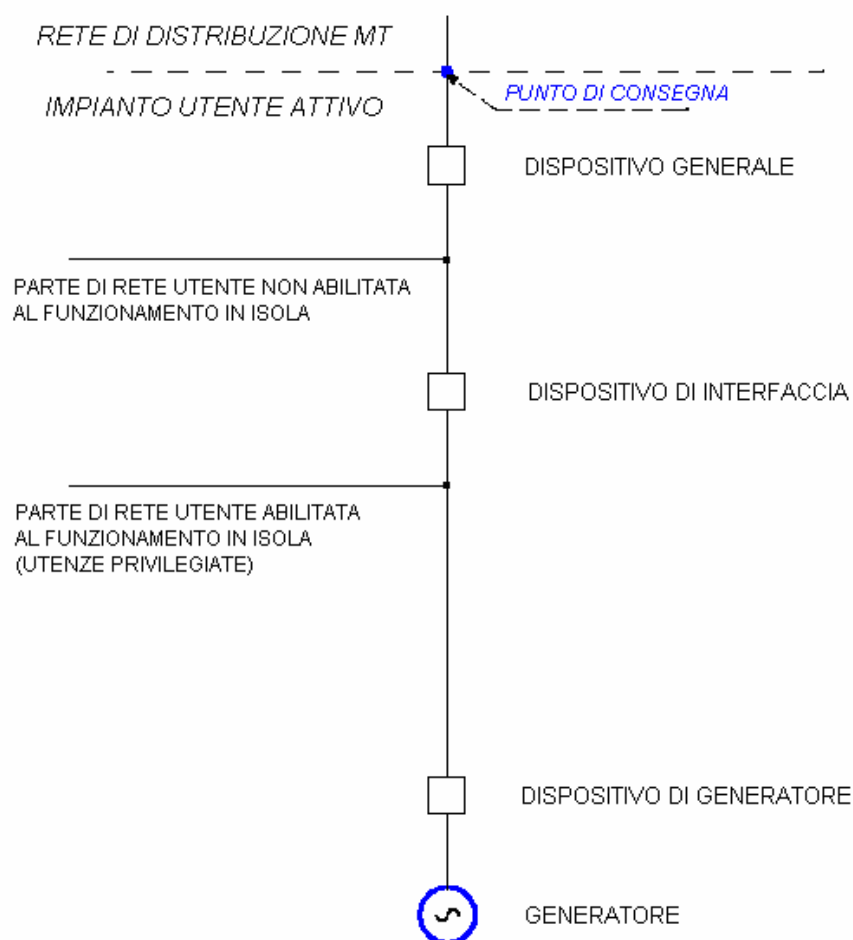 RETE DI DISTRIBUZIONE MT
IMPIANTO UTENTE ATTIVO
PUNTO DI CONSEGNA
DISPOSITIVO GENERALE
PARTE DI RETE UTENTE NON ABILITATA
AL FUNZIONAMENTO IN ISOLA
DISPOSITIVO DI INTERFACCIA
PARTE DI RETE UTENTE ABILITATA
AL FUNZIONAMENTO IN ISOLA
(UTENZE PRIVILEGIATE)
DISPOSITIVO DI GENERATORE
GENERATORE